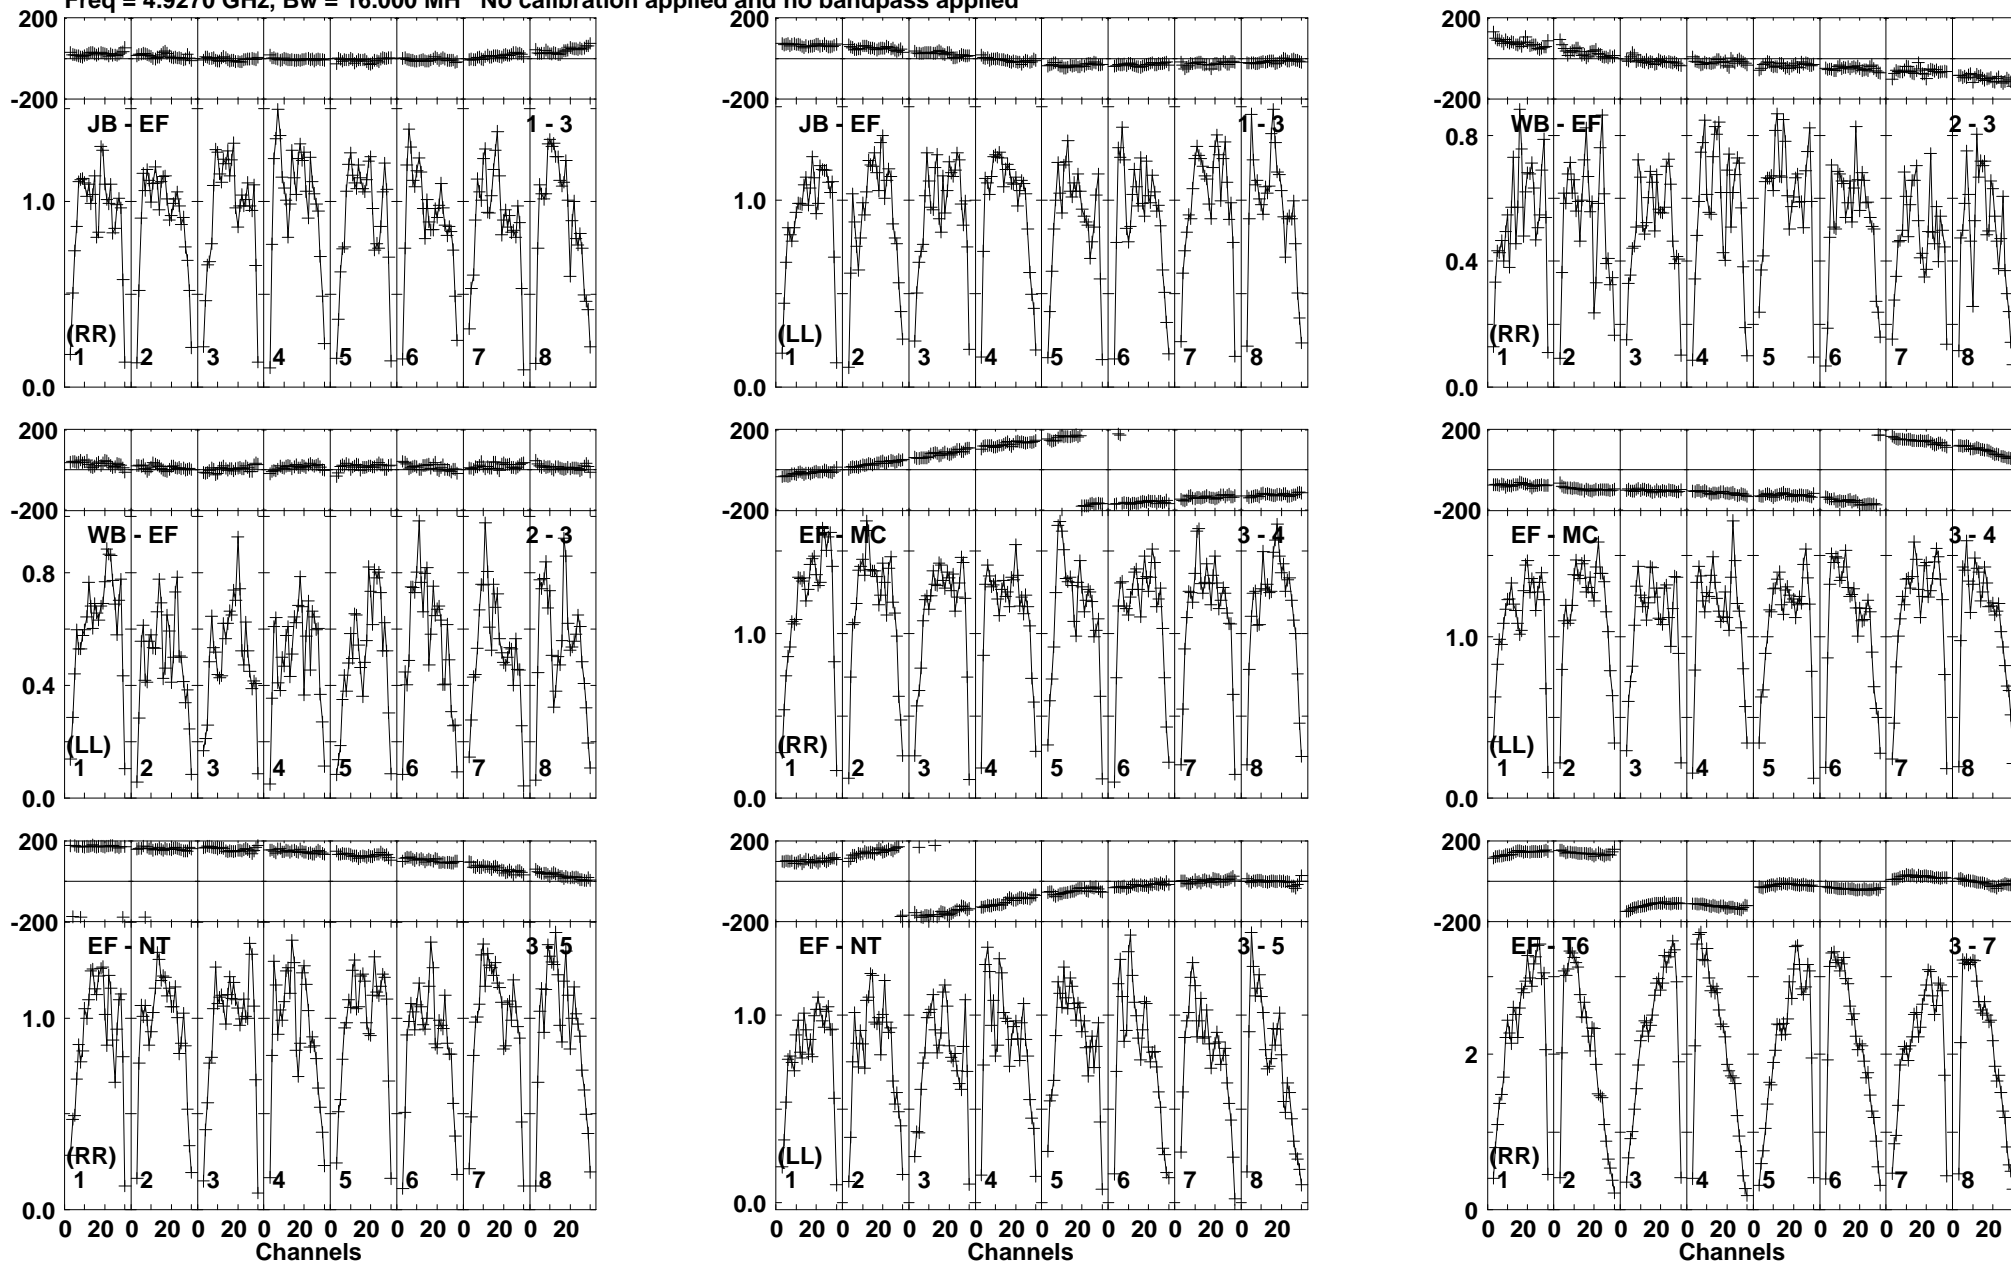 Freq = 4.9270 GHz, Bw = 16.000 MH No calibration applied and no bandpass applied
200
-200
JB - EF
1 - 3
1.0
(RR)
1 2 3 4 5 6 7 8
0.0
200
-200
JB - EF
1 - 3
1.0
(LL)
1 2 3 4 5 6 7 8
0.0
200
-200
WB - EF
2 - 3
0.8
0.4
(RR)
1 2 3 4 5 6 7 8
0.0
200
-200
WB - EF
2 - 3
0.8
0.4
(LL)
1 2 3 4 5 6 7 8
0.0
200
-200
EF - MC
3 - 4
1.0
(RR)
1 2 3 4 5 6 7 8
0.0
200
-200
EF - MC
3 - 4
1.0
(LL)
1 2 3 4 5 6 7 8
0.0
200
-200
EF - NT
3 - 5
1.0
(RR)
1 2 3 4 5 6 7 8
0.0
0 20 0 20 0 20 0 20 0 20 0 20 0 20 0 20
Channels
200
-200
EF - NT
3 - 5
1.0
(LL)
1 2 3 4 5 6 7 8
0.0
0 20 0 20 0 20 0 20 0 20 0 20 0 20 0 20
Channels
200
-200
EF - T6
3 - 7
2
(RR)
1 2 3 4 5 6 7 8
0
0 20 0 20 0 20 0 20 0 20 0 20 0 20 0 20
Channels